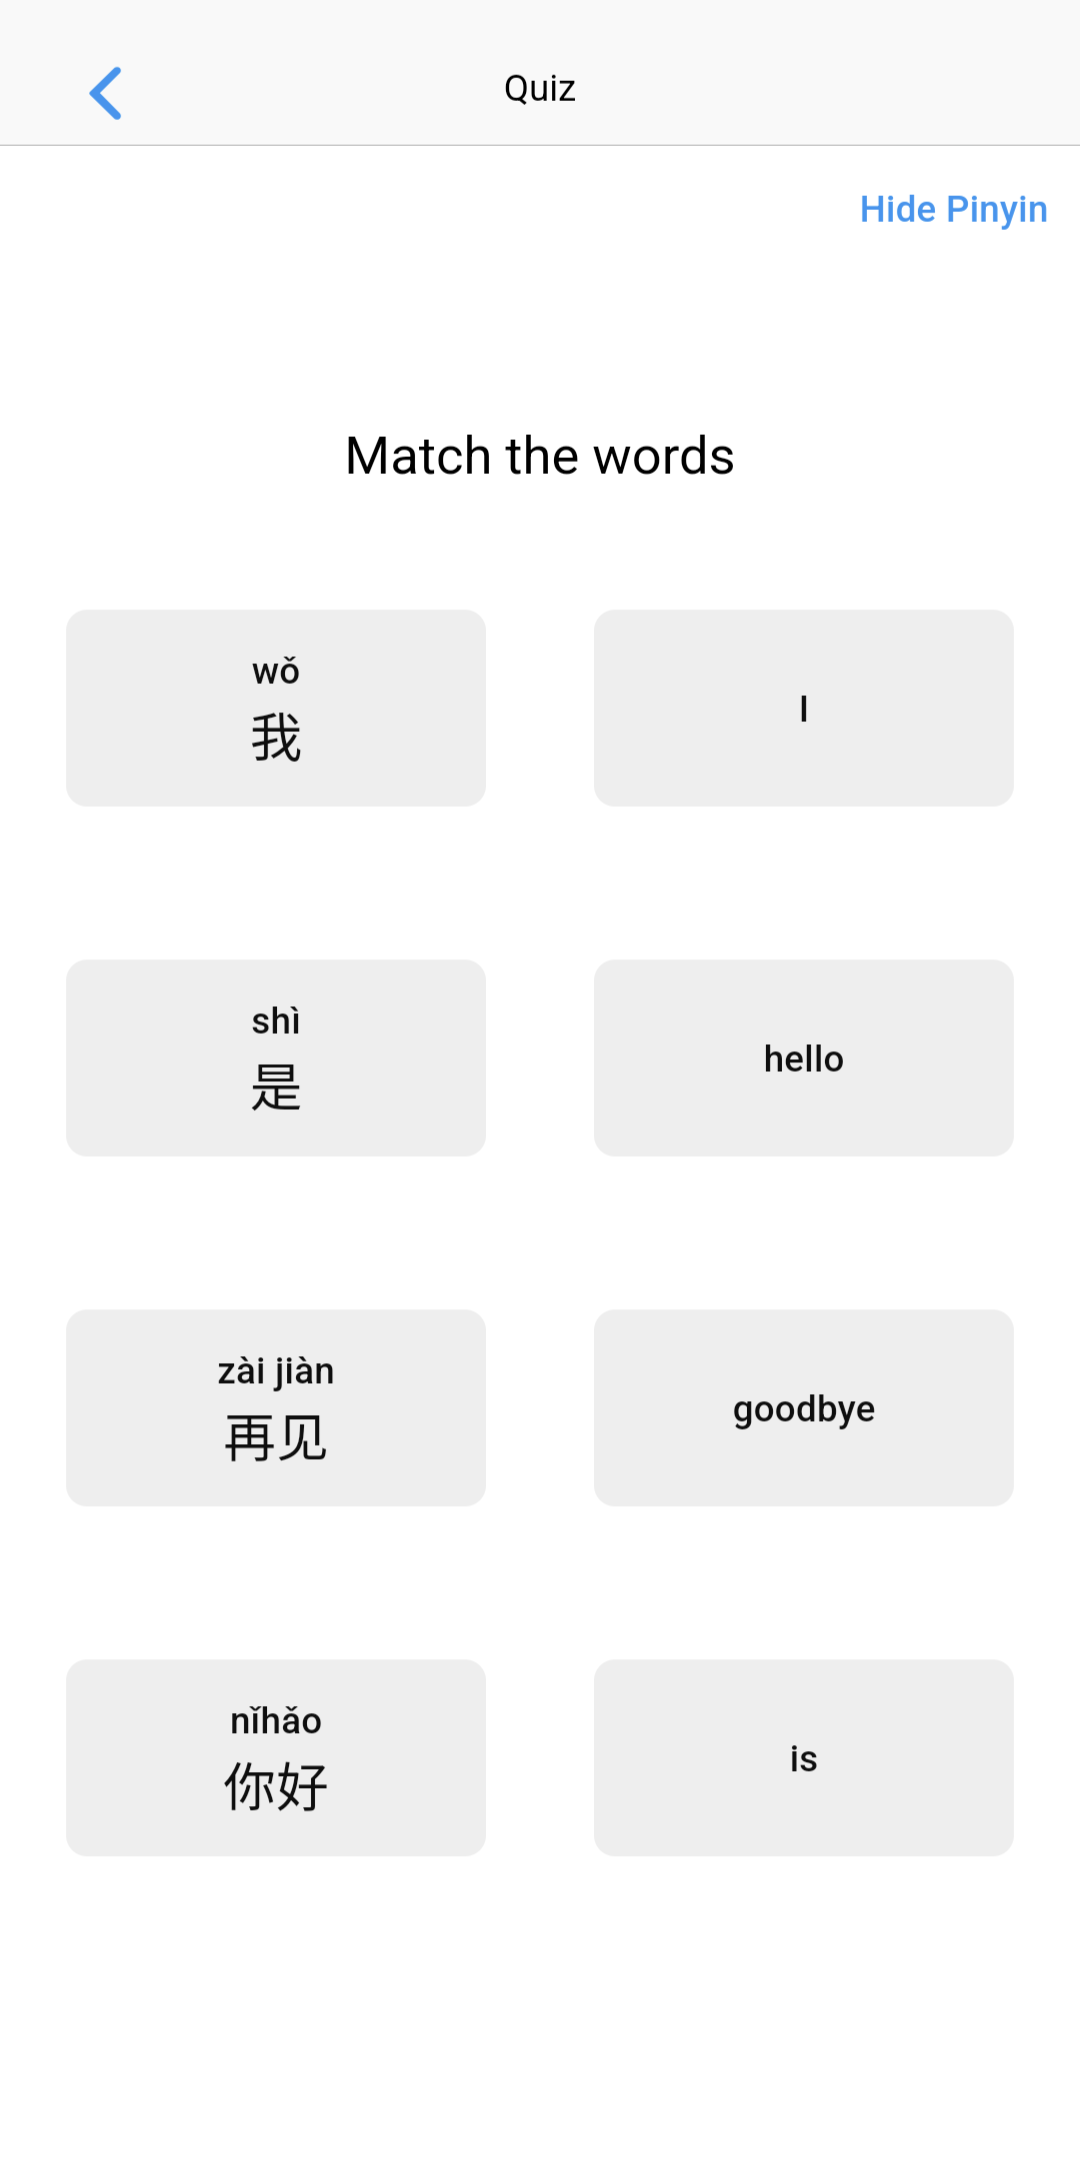 Quiz
Hide Pinyin
Match the words
wǒ
我
I
shì
是
hello
zài jiàn
再见
goodbye
nǐhǎo
你好
is